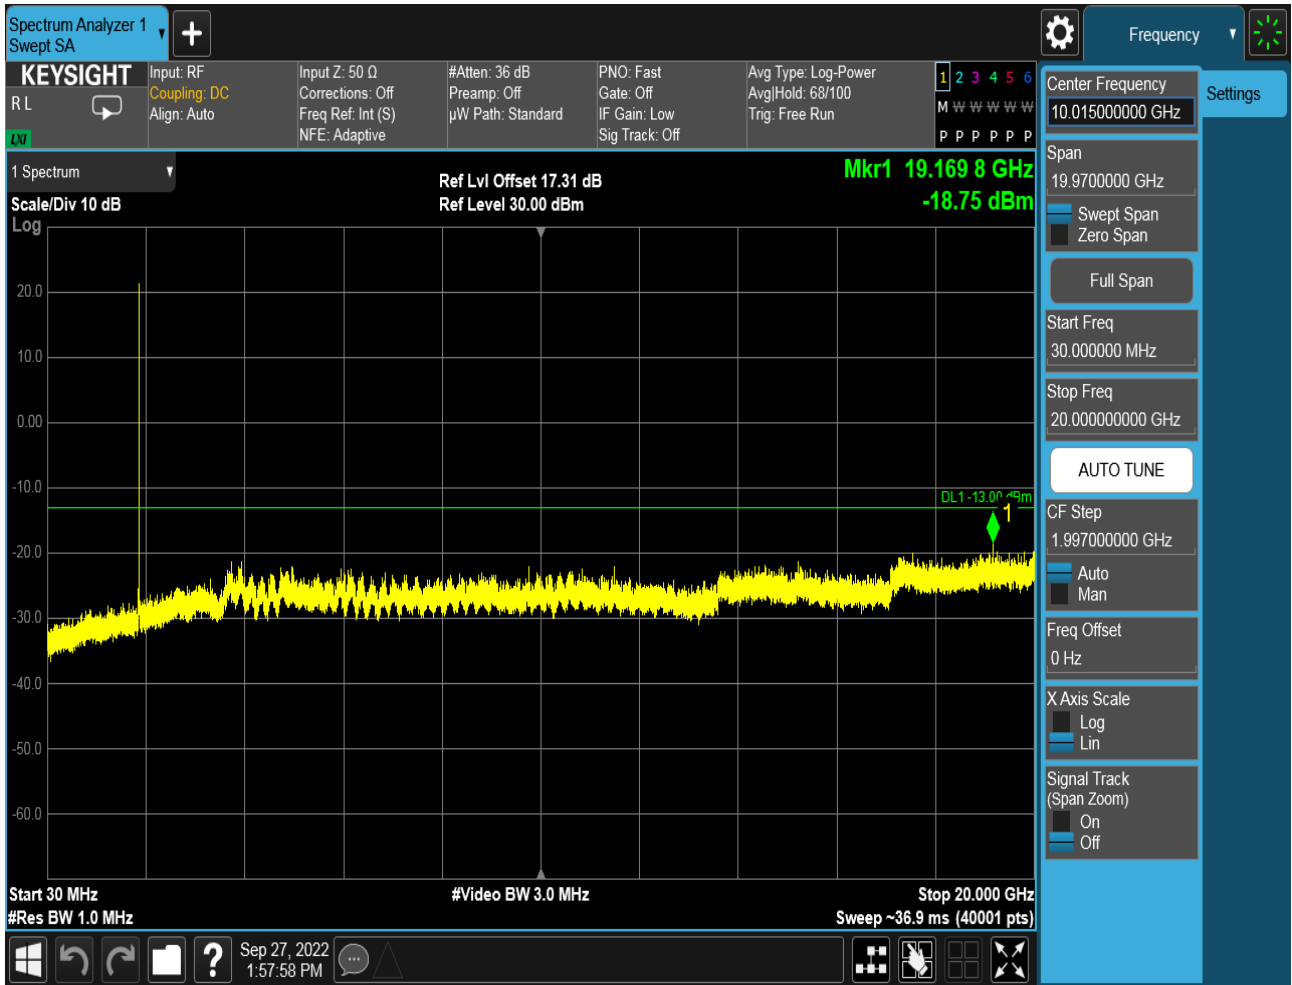 Spectrum Analyzer 1
Swept SA
Frequency
KEYSIGHT
R L
LXI
Input: RF
Coupling: DC
Align: Auto
Input Z: 50 Ω
Corrections: Off
Freq Ref: Int (S)
NFE: Adaptive
#Atten: 36 dB
Preamp: Off
µW Path: Standard
PNO: Fast
Gate: Off
IF Gain: Low
Sig Track: Off
Avg Type: Log-Power
Avg|Hold: 68/100
Trig: Free Run
1 2 3 4 5 6
M W W W W W
P P P P P P
1 Spectrum
Scale/Div 10 dB
Log
Ref Lvl Offset 17.31 dB
Ref Level 30.00 dBm
Mkr1 19.169 8 GHz
-18.75 dBm
20.0
10.0
0.00
-10.0
-20.0
-30.0
-40.0
-50.0
-60.0
DL1 -13.00 dBm
1
Start 30 MHz
#Res BW 1.0 MHz
#Video BW 3.0 MHz
Stop 20.000 GHz
Sweep ~36.9 ms (40001 pts)
Sep 27, 2022
1:57:58 PM
Center Frequency
10.015000000 GHz
Settings
Span
19.9700000 GHz
Swept Span
Zero Span
Full Span
Start Freq
30.000000 MHz
Stop Freq
20.000000000 GHz
AUTO TUNE
CF Step
1.997000000 GHz
Auto
Man
Freq Offset
0 Hz
X Axis Scale
Log
Lin
Signal Track
(Span Zoom)
On
Off